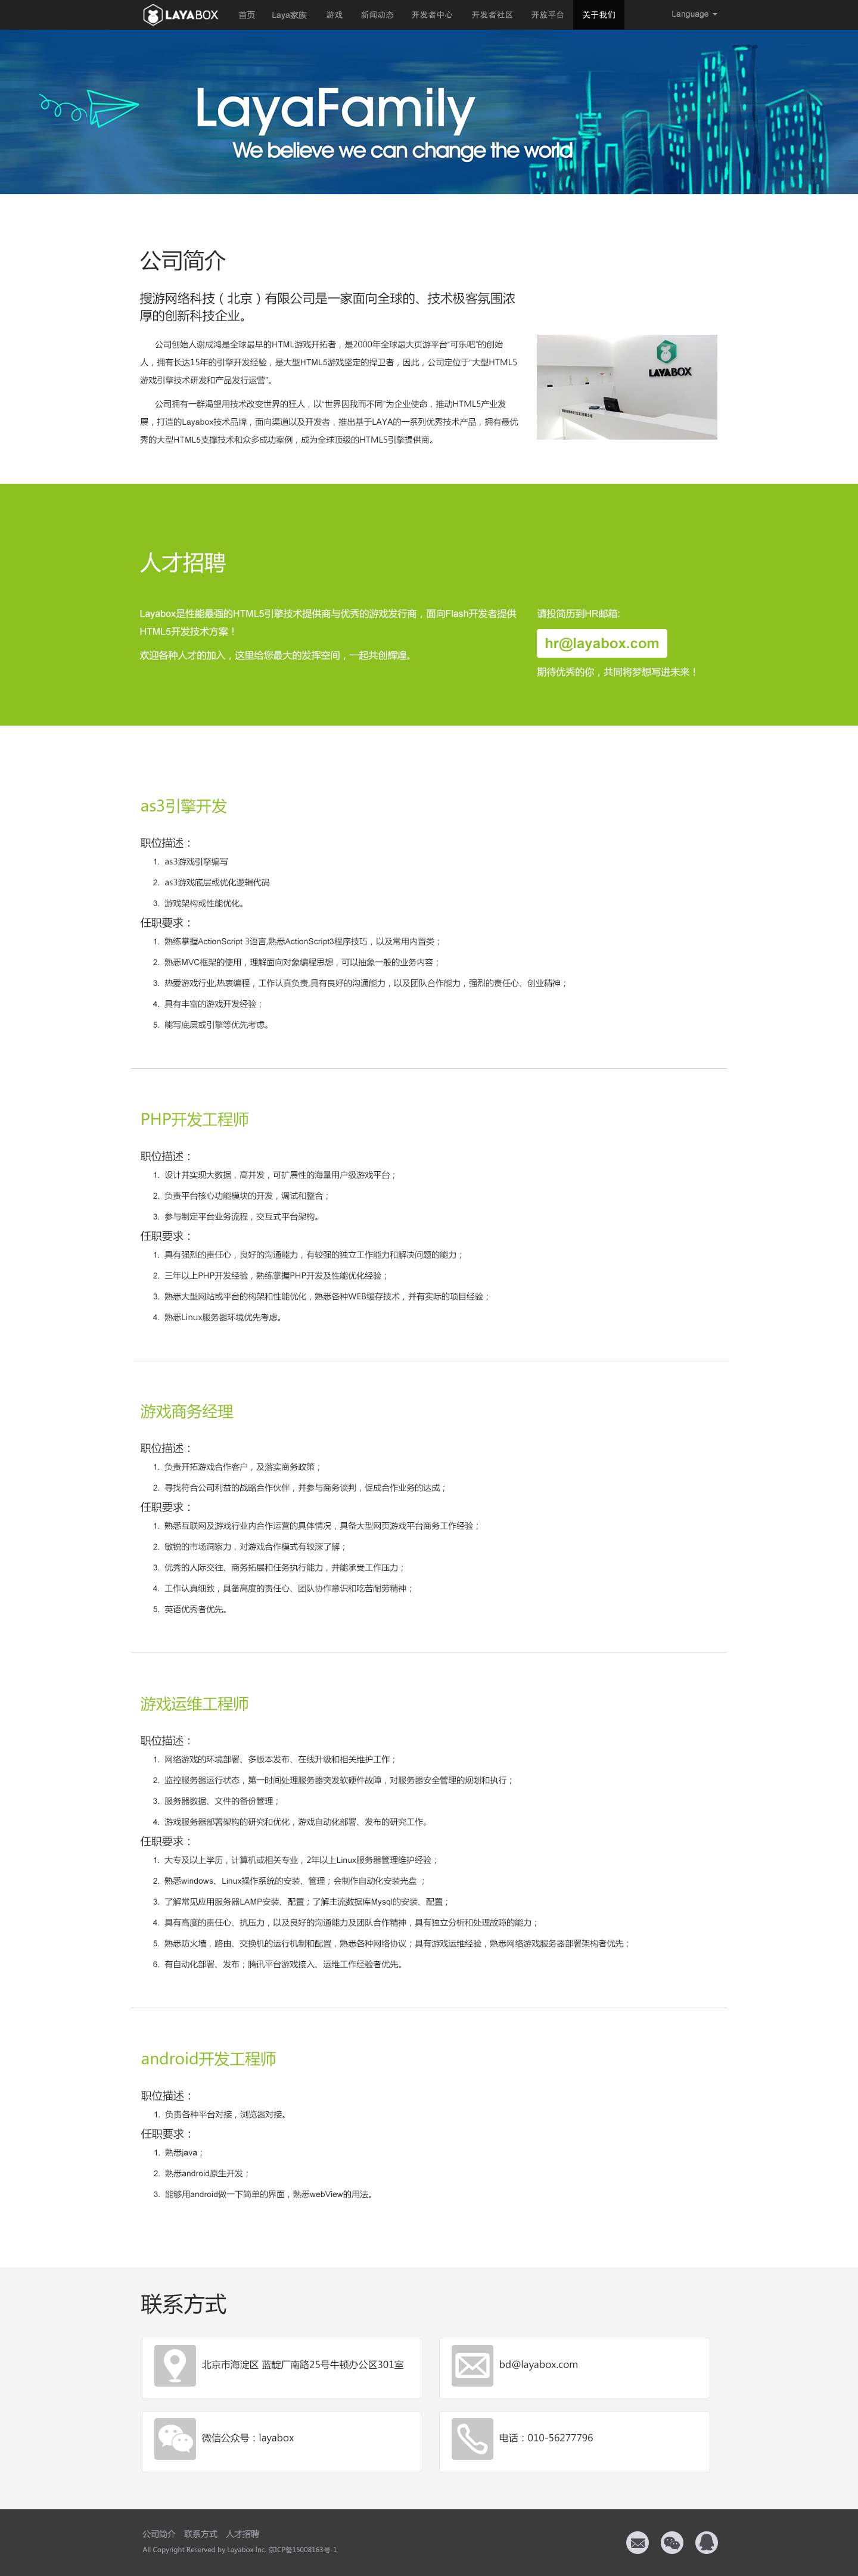 LAYABOX 首页 Laya家族 游戏 新闻动态 开发者中心 开发者社区 开放平台 关于我们 Language
LayaFamily
We believe we can change the world
公司简介
搜游网络科技（北京）有限公司是一家面向全球的、技术极客氛围浓
厚的创新科技企业。
公司创始人谢成鸿是全球最早的HTML游戏开拓者，是2000年全球最大页游平台“可乐吧”的创始
人，拥有长达15年的引擎开发经验，是大型HTML5游戏坚定的捍卫者，因此，公司定位于“大型HTML5
游戏引擎技术研发和产品发行运营”。
公司拥有一群渴望用技术改变世界的狂人，以“世界因我而不同”为企业使命，推动HTML5产业发
展，打造的Layabox技术品牌，面向渠道以及开发者，推出基于LAYA的一系列优秀技术产品，拥有最优
秀的大型HTML5支撑技术和众多成功案例，成为全球顶级的HTML5引擎提供商。
LAYABOX
人才招聘
Layabox是性能最强的HTML5引擎技术提供商与优秀的游戏发行商，面向Flash开发者提供
HTML5开发技术方案！
欢迎各种人才的加入，这里给您最大的发挥空间，一起共创辉煌。
请投简历到HR邮箱:
hr@layabox.com
期待优秀的你，共同将梦想写进未来！
as3引擎开发
职位描述：
1. as3游戏引擎编写
2. as3游戏底层或优化逻辑代码
3. 游戏架构或性能优化。
任职要求：
1. 熟练掌握ActionScript 3语言,熟悉ActionScript3程序技巧，以及常用内置类；
2. 熟悉MVC框架的使用，理解面向对象编程思想，可以抽象一般的业务内容；
3. 热爱游戏行业,热衷编程，工作认真负责,具有良好的沟通能力，以及团队合作能力，强烈的责任心、创业精神；
4. 具有丰富的游戏开发经验；
5. 能写底层或引擎等优先考虑。
PHP开发工程师
职位描述：
1. 设计并实现大数据，高并发，可扩展性的海量用户级游戏平台；
2. 负责平台核心功能模块的开发，调试和整合；
3. 参与制定平台业务流程，交互式平台架构。
任职要求：
1. 具有强烈的责任心，良好的沟通能力，有较强的独立工作能力和解决问题的能力；
2. 三年以上PHP开发经验，熟练掌握PHP开发及性能优化经验；
3. 熟悉大型网站或平台的构架和性能优化，熟悉各种WEB缓存技术，并有实际的项目经验；
4. 熟悉Linux服务器环境优先考虑。
游戏商务经理
职位描述：
1. 负责开拓游戏合作客户，及落实商务政策；
2. 寻找符合公司利益的战略合作伙伴，并参与商务谈判，促成合作业务的达成；
任职要求：
1. 熟悉互联网及游戏行业内合作运营的具体情况，具备大型网页游戏平台商务工作经验；
2. 敏锐的市场洞察力，对游戏合作模式有较深了解；
3. 优秀的人际交往、商务拓展和任务执行能力，并能承受工作压力；
4. 工作认真细致，具备高度的责任心、团队协作意识和吃苦耐劳精神；
5. 英语优秀者优先。
游戏运维工程师
职位描述：
1. 网络游戏的环境部署、多版本发布、在线升级和相关维护工作；
2. 监控服务器运行状态，第一时间处理服务器突发软硬件故障，对服务器安全管理的规划和执行；
3. 服务器数据、文件的备份管理；
4. 游戏服务器部署架构的研究和优化，游戏自动化部署、发布的研究工作。
任职要求：
1. 大专及以上学历，计算机或相关专业，2年以上Linux服务器管理维护经验；
2. 熟悉windows、Linux操作系统的安装、管理；会制作自动化安装光盘 ；
3. 了解常见应用服务器LAMP安装、配置；了解主流数据库Mysql的安装、配置；
4. 具有高度的责任心、抗压力，以及良好的沟通能力及团队合作精神，具有独立分析和处理故障的能力；
5. 熟悉防火墙，路由、交换机的运行机制和配置，熟悉各种网络协议；具有游戏运维经验，熟悉网络游戏服务器部署架构者优先；
6. 有自动化部署、发布；腾讯平台游戏接入、运维工作经验者优先。
android开发工程师
职位描述：
1. 负责各种平台对接，浏览器对接。
任职要求：
1. 熟悉java；
2. 熟悉android原生开发；
3. 能够用android做一下简单的界面，熟悉webView的用法。
联系方式
北京市海淀区 蓝靛厂南路25号牛顿办公区301室
bd@layabox.com
微信公众号：layabox
电话：010-56277796
公司简介 联系方式 人才招聘
All Copyright Reserved by Layabox Inc. 京ICP备15008163号-1